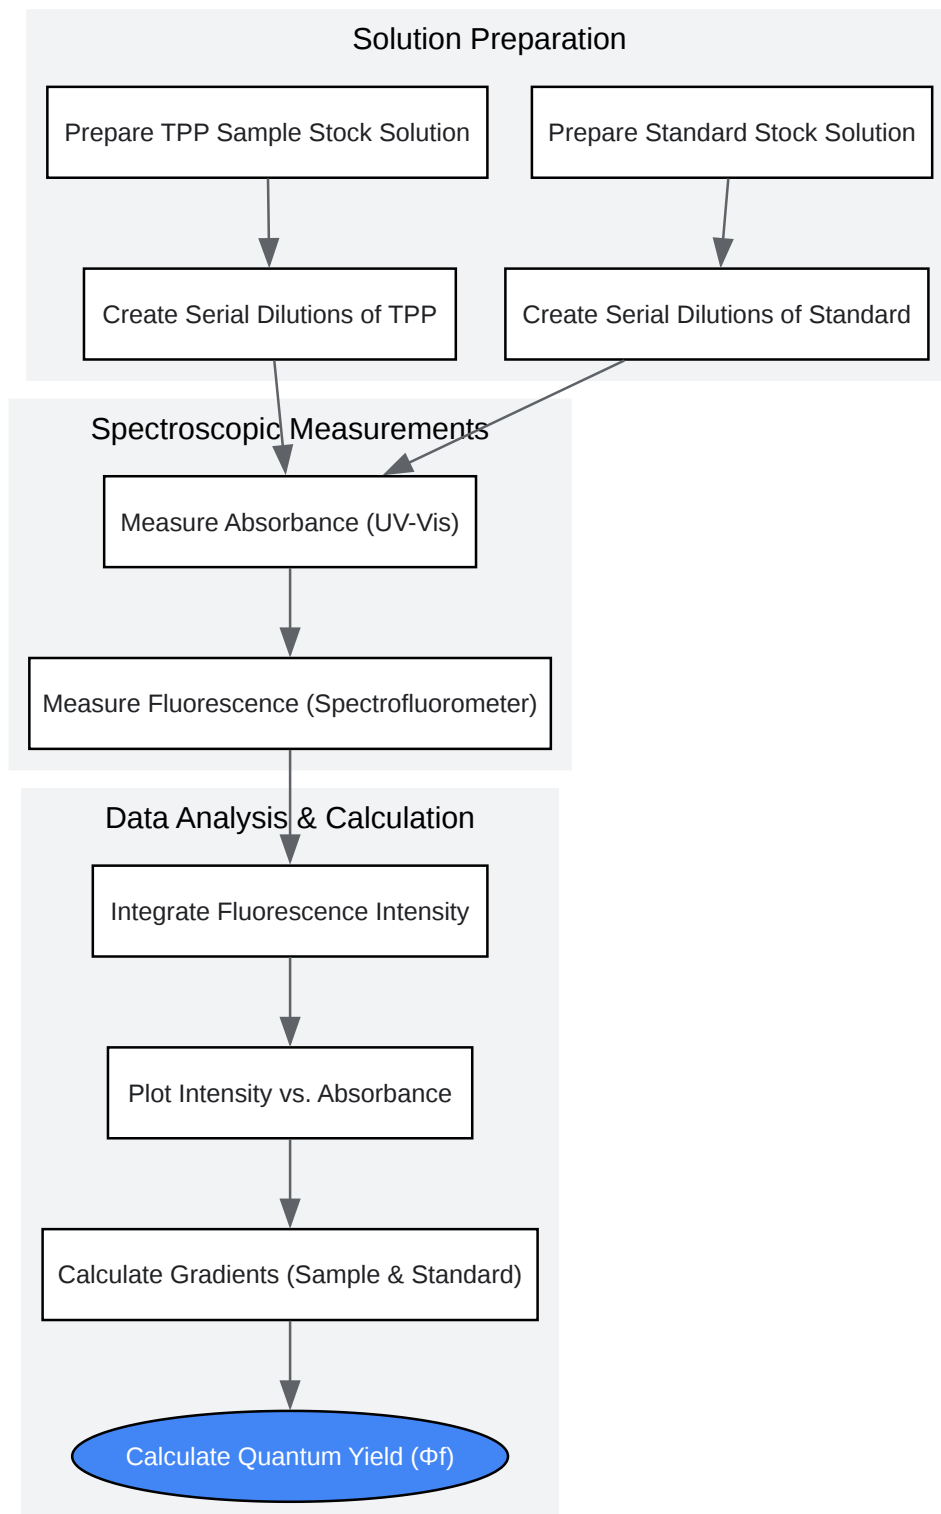 Solution Preparation
Prepare TPP Sample Stock Solution
Prepare Standard Stock Solution
Create Serial Dilutions of TPP
Create Serial Dilutions of Standard
Spectroscopic Measurements
Measure Absorbance (UV-Vis)
Measure Fluorescence (Spectrofluorometer)
Data Analysis & Calculation
Integrate Fluorescence Intensity
Plot Intensity vs. Absorbance
Calculate Gradients (Sample & Standard)
Calculate Quantum Yield (Φf)